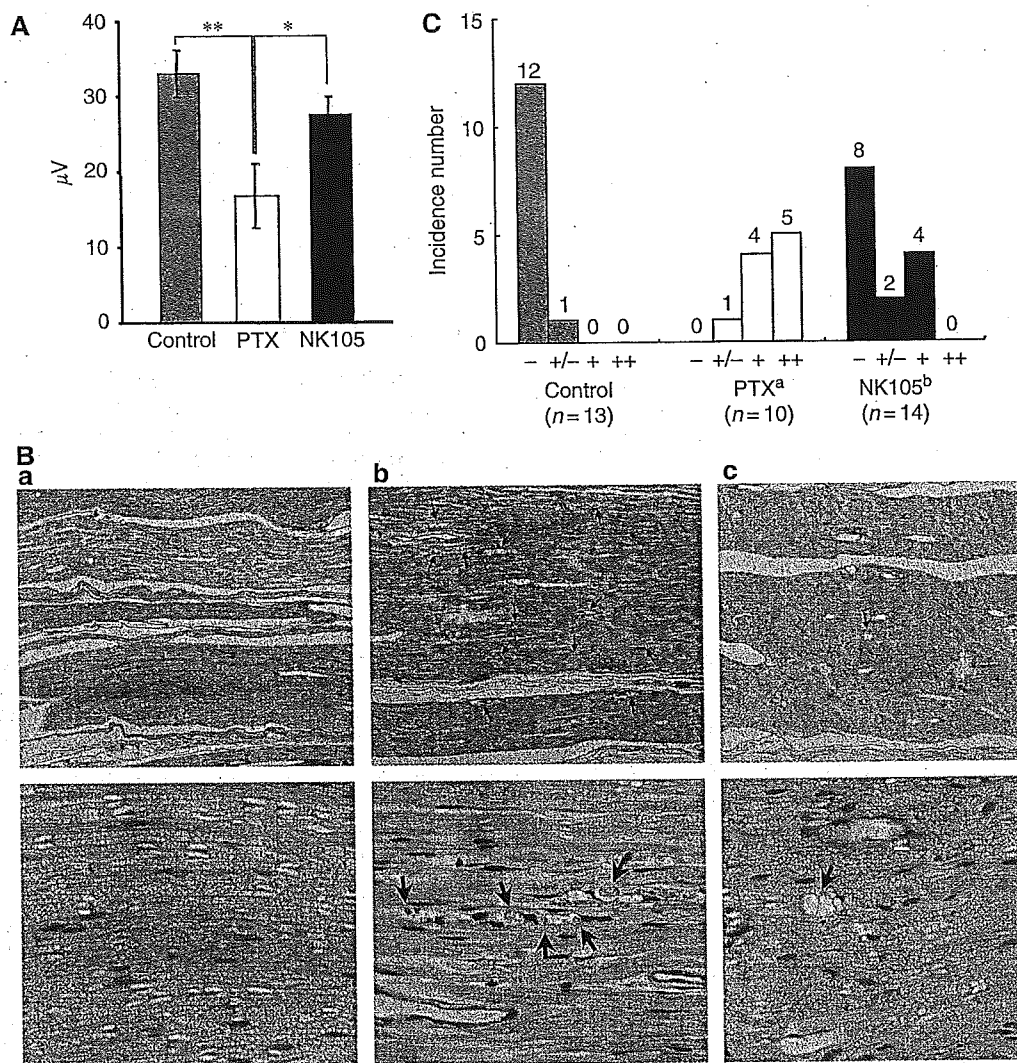 A
40
30
20
10
0
µV
**
*
Control PTX NK105
C
15
10
5
0
Incidence number
12
1
0
0
0
1
4
5
8
2
4
0
– +/– + ++
– +/– + ++
– +/– + ++
Control
(n=13)
PTXᵃ
(n=10)
NK105ᵇ
(n=14)
B
a
b
c